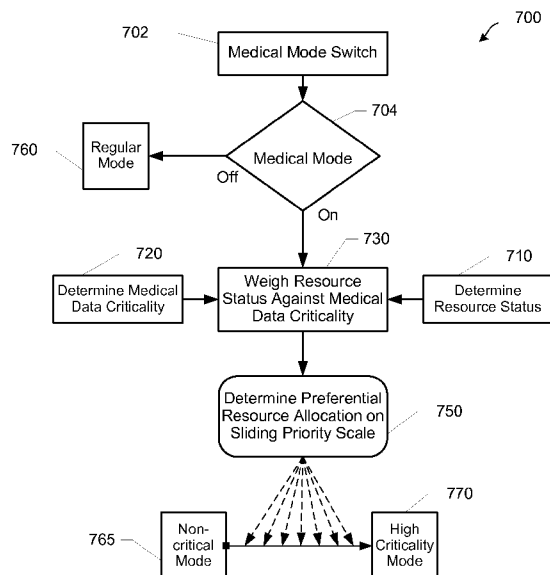 700
702
Medical Mode Switch
704
760
Regular
Mode
Medical Mode
Off
On
720
730
710
Determine Medical
Data Criticality
Weigh Resource
Status Against Medical
Data Criticality
Determine
Resource Status
Determine Preferential
Resource Allocation on
Sliding Priority Scale
750
770
765
Non-
critical
Mode
High
Criticality
Mode